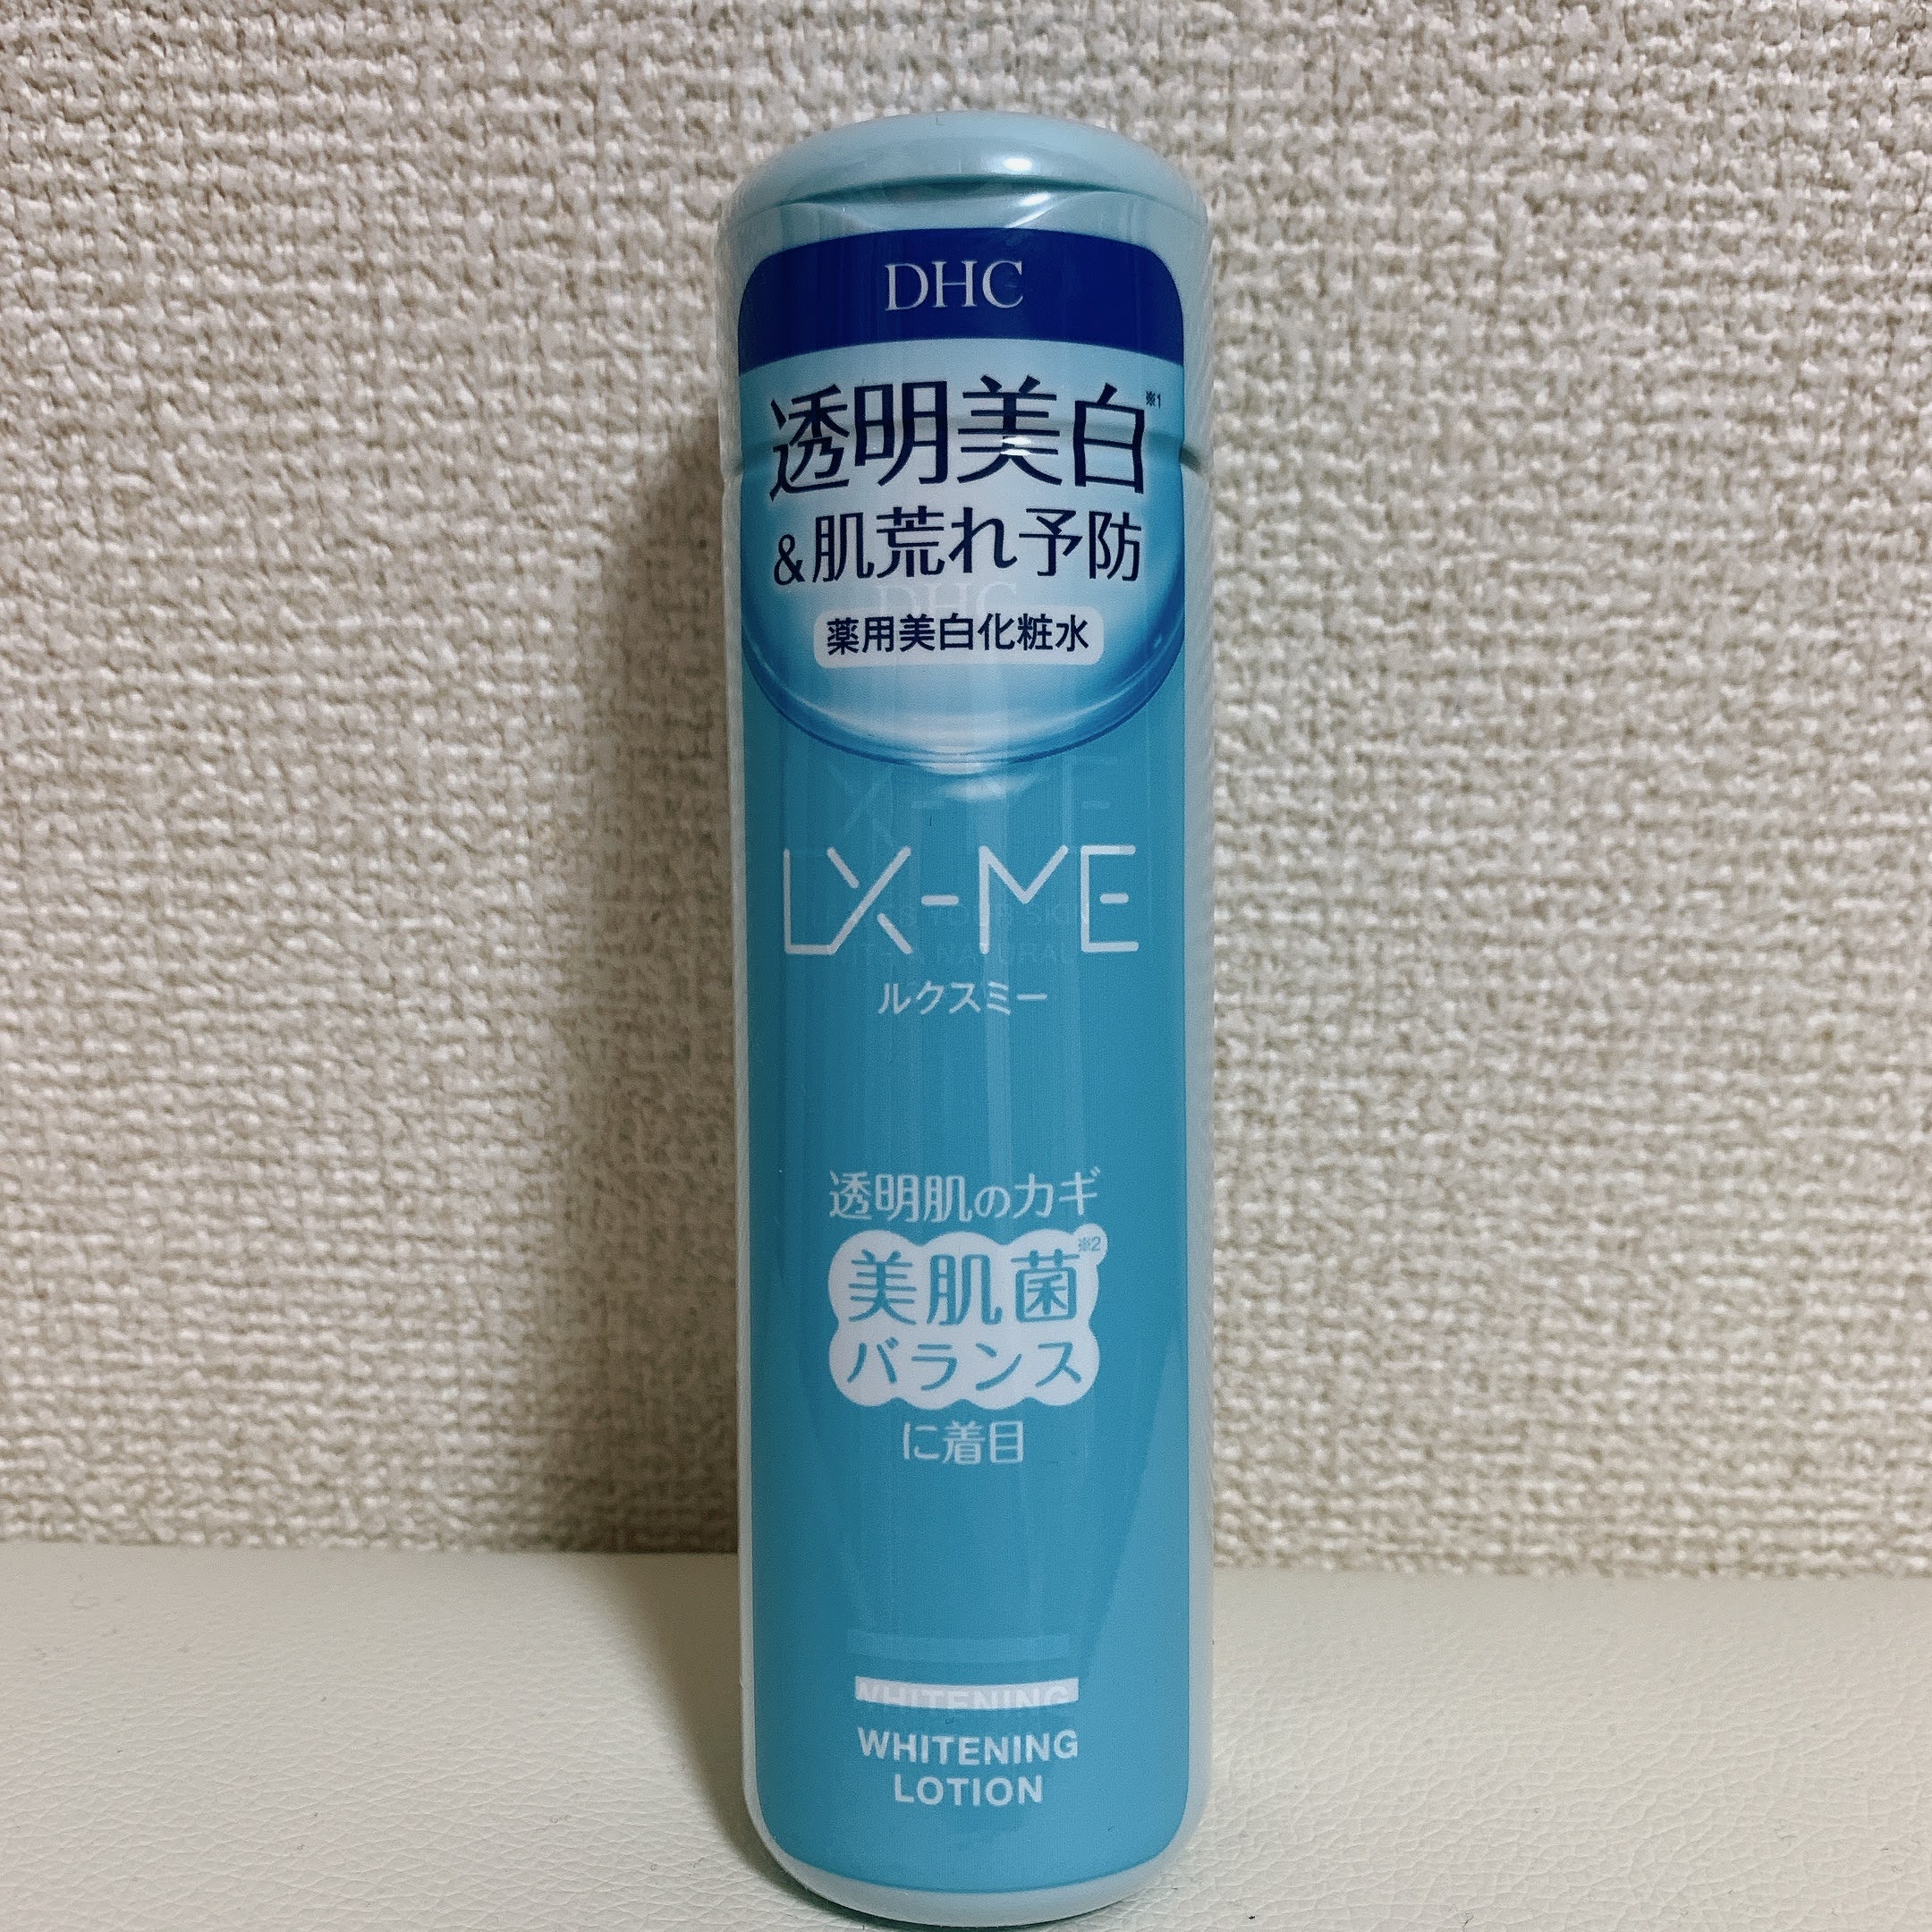 DHC
透明美白※1
&肌荒れ予防
DHC
薬用美白化粧水
LX-ME
ルクスミー
透明肌のカギ
美肌菌※2
バランス
に着目
WHITENING
WHITENING
LOTION